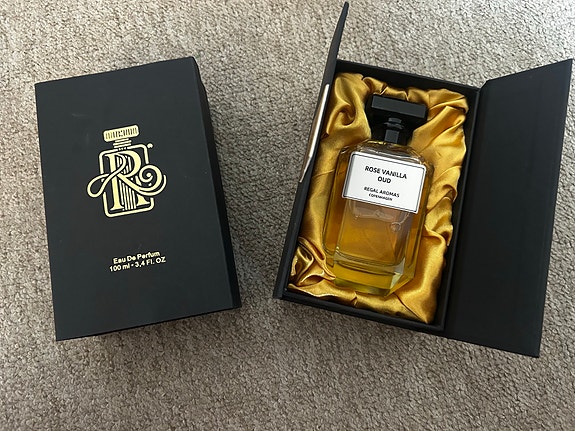 R
Eau De Parfum
100 ml - 3,4 Fl. OZ
ROSE VANILLA
OUD
REGAL AROMAS
COPENHAGEN